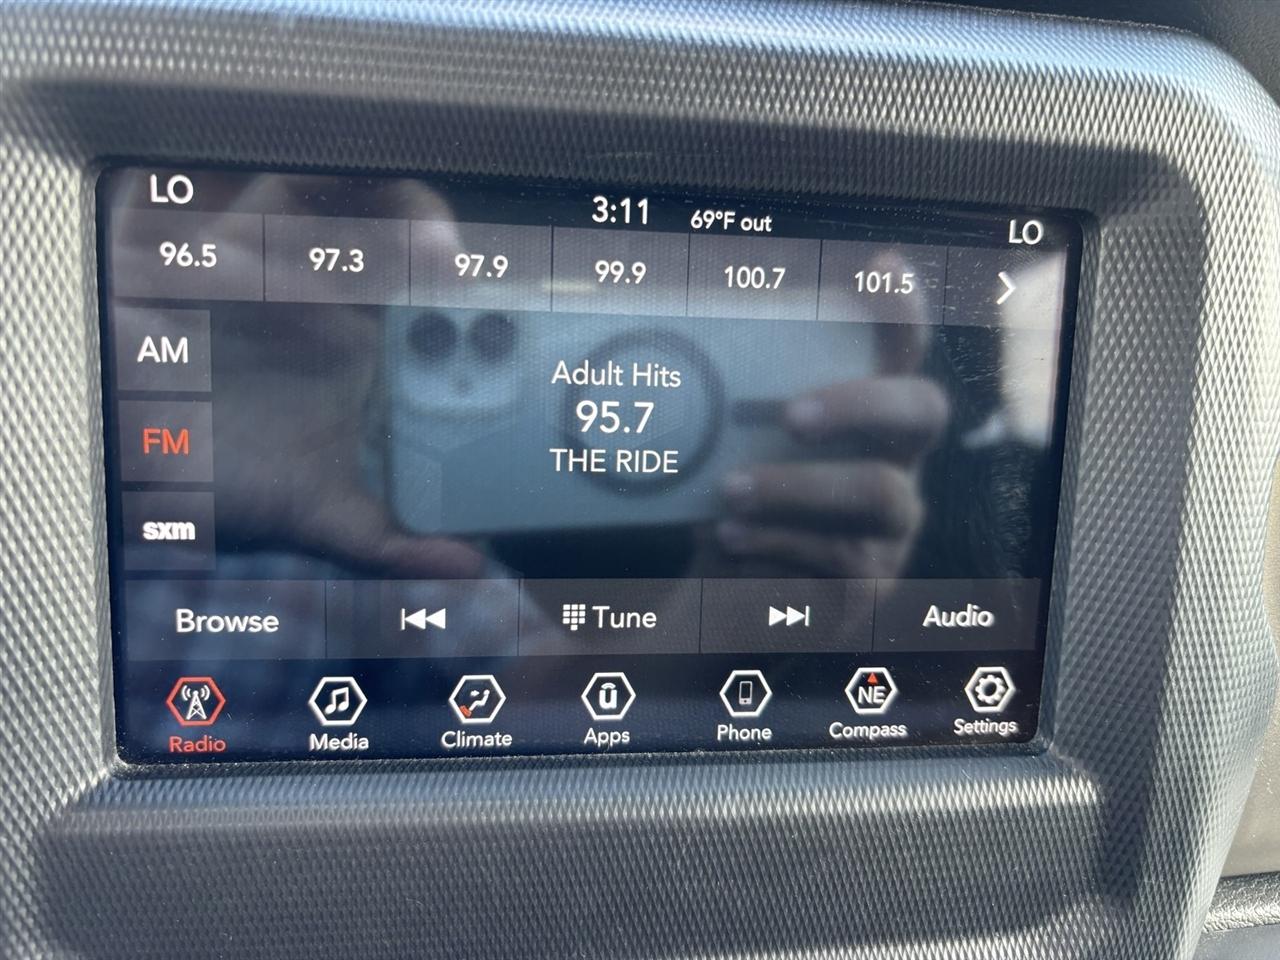 LO 3:11 69°F out LO
96.5 97.3 97.9 99.9 100.7 101.5
AM
FM
sxm
Adult Hits
95.7
THE RIDE
Browse Tune Audio
NE
Radio Media Climate Apps Phone Compass Settings